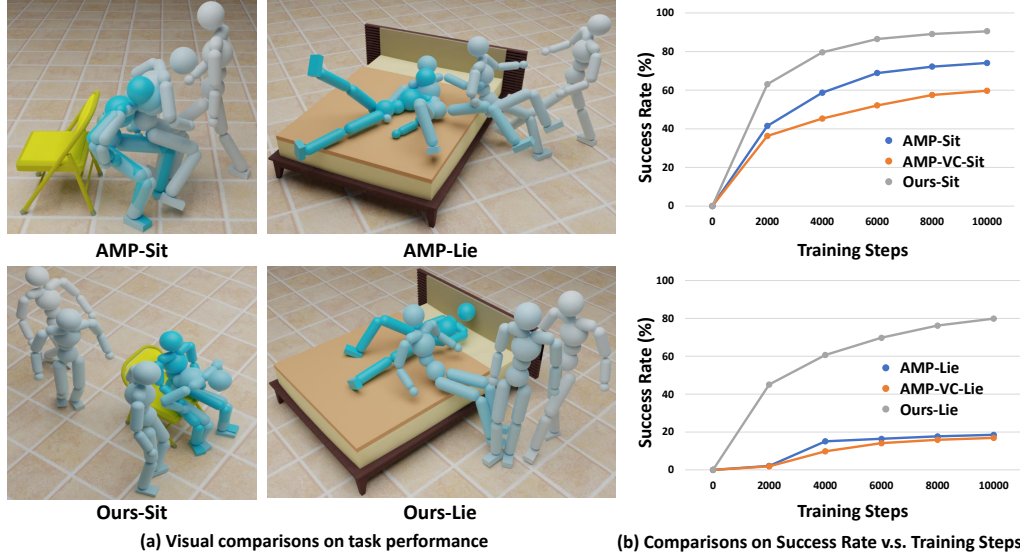 AMP-Sit
AMP-Lie
Ours-Sit
Ours-Lie
(a) Visual comparisons on task performance
Success Rate (%)
100
80
60
40
20
0
AMP-Sit
AMP-VC-Sit
Ours-Sit
0 2000 4000 6000 8000 10000
Training Steps
Success Rate (%)
100
80
60
40
20
0
AMP-Lie
AMP-VC-Lie
Ours-Lie
0 2000 4000 6000 8000 10000
Training Steps
(b) Comparisons on Success Rate v.s. Training Steps